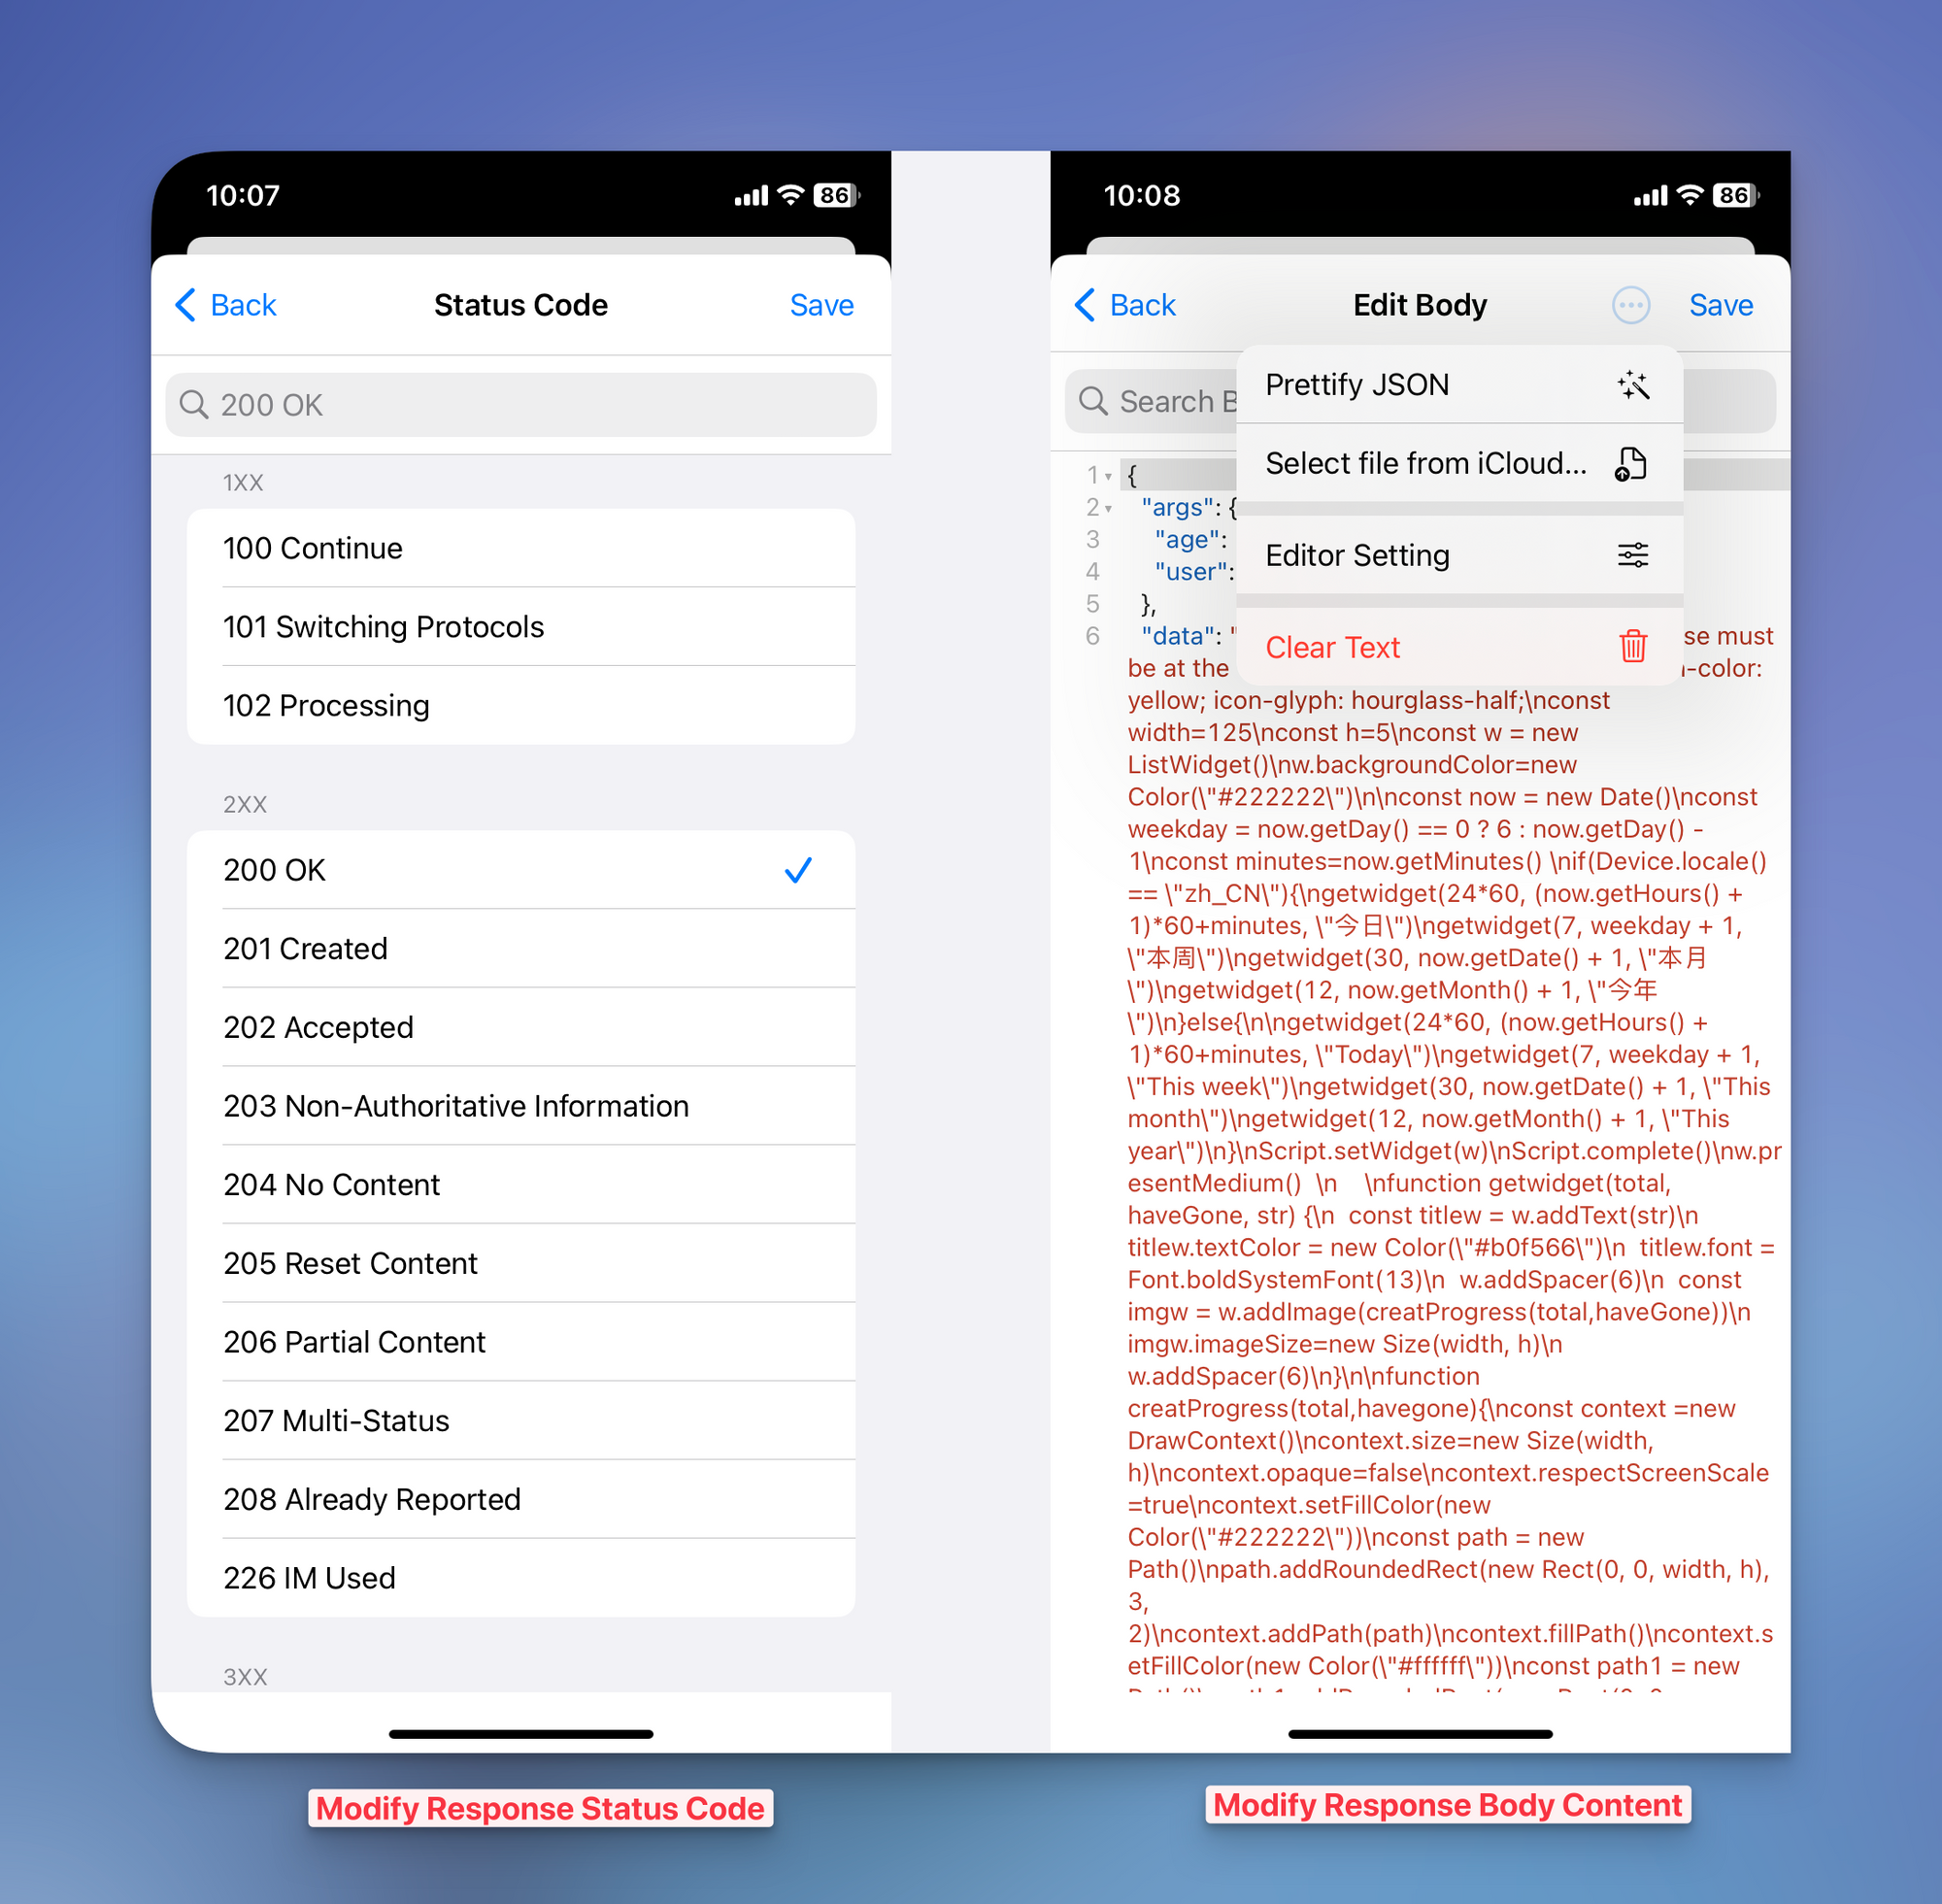 10:07
86
Back
Status Code
Save
200 OK
1XX
100 Continue
101 Switching Protocols
102 Processing
2XX
200 OK
201 Created
202 Accepted
203 Non-Authoritative Information
204 No Content
205 Reset Content
206 Partial Content
207 Multi-Status
208 Already Reported
226 IM Used
3XX
Modify Response Status Code
10:08
86
Back
Edit Body
Save
Search
Prettify JSON
Select file from iCloud...
Editor Setting
Clear Text
1 {
2 "args": {
3 "age":
4 "user":
5 },
6 "data": " se must
be at the -color:
yellow; icon-glyph: hourglass-half;\nconst
width=125\nconst h=5\nconst w = new
ListWidget()\nw.backgroundColor=new
Color(\"#222222\")\n\nconst now = new Date()\nconst
weekday = now.getDay() == 0 ? 6 : now.getDay() -
1\nconst minutes=now.getMinutes() \nif(Device.locale()
== \"zh_CN\"){\ngetwidget(24*60, (now.getHours() +
1)*60+minutes, \"今日\")\ngetwidget(7, weekday + 1,
\"本周\")\ngetwidget(30, now.getDate() + 1, \"本月
\")\ngetwidget(12, now.getMonth() + 1, \"今年
\")\n}else{\n\ngetwidget(24*60, (now.getHours() +
1)*60+minutes, \"Today\")\ngetwidget(7, weekday + 1,
\"This week\")\ngetwidget(30, now.getDate() + 1, \"This
month\")\ngetwidget(12, now.getMonth() + 1, \"This
year\")\n}\nScript.setWidget(w)\nScript.complete()\nw.pr
esentMedium()  \n    \nfunction getwidget(total,
haveGone, str) {\n  const titlew = w.addText(str)\n
titlew.textColor = new Color(\"#b0f566\")\n  titlew.font =
Font.boldSystemFont(13)\n  w.addSpacer(6)\n  const
imgw = w.addImage(creatProgress(total,haveGone))\n
imgw.imageSize=new Size(width, h)\n
w.addSpacer(6)\n}\n\nfunction
creatProgress(total,havegone){\nconst context =new
DrawContext()\ncontext.size=new Size(width,
h)\ncontext.opaque=false\ncontext.respectScreenScale
=true\ncontext.setFillColor(new
Color(\"#222222\"))\nconst path = new
Path()\npath.addRoundedRect(new Rect(0, 0, width, h),
3,
2)\ncontext.addPath(path)\ncontext.fillPath()\ncontext.s
etFillColor(new Color(\"#ffffff\"))\nconst path1 = new
Modify Response Body Content